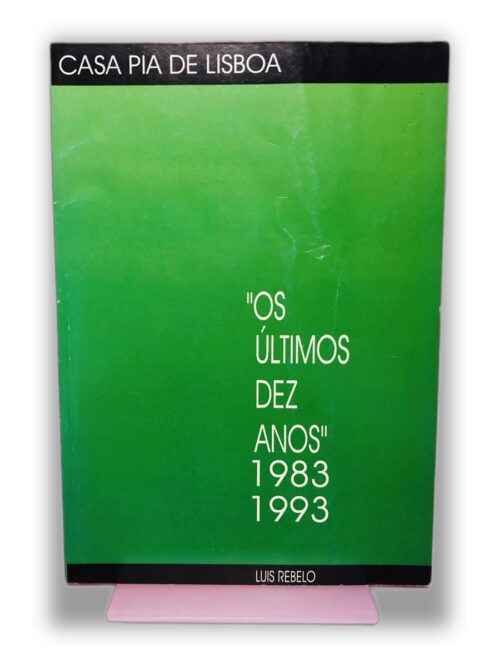 CASA PIA DE LISBOA
"OS
ÚLTIMOS
DEZ
ANOS"
1983
1993
LUIS REBELO